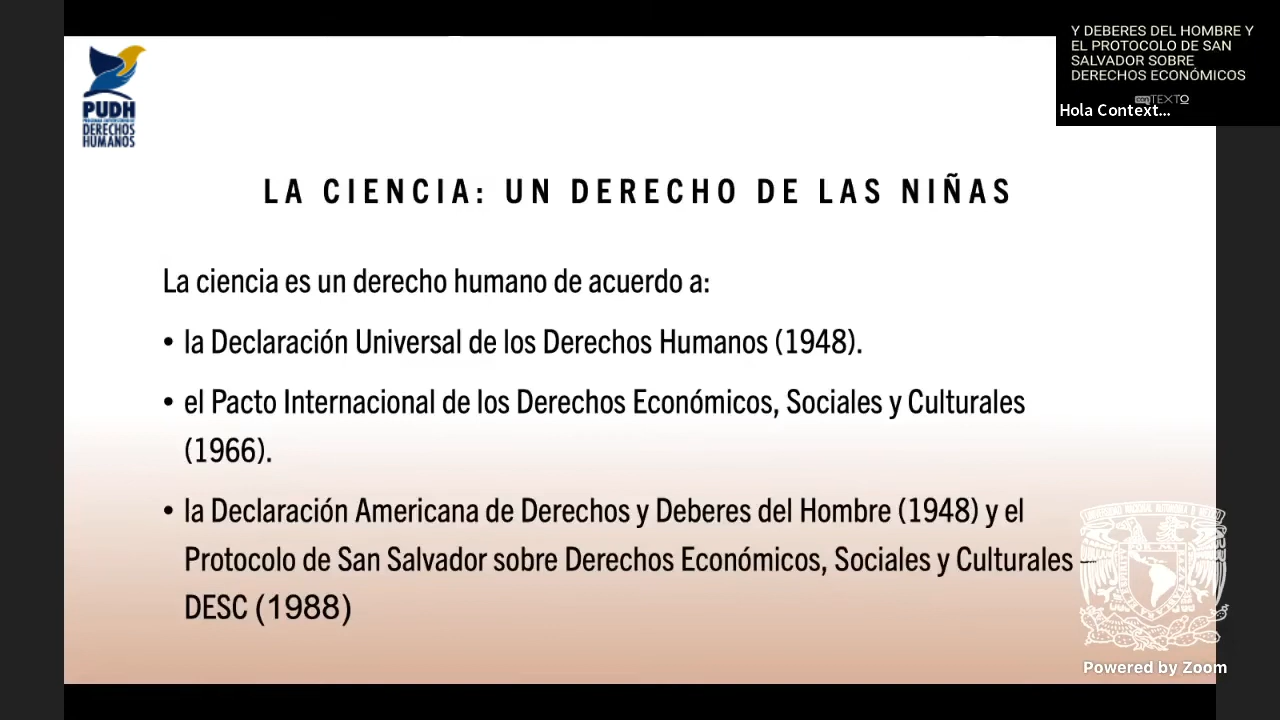 Y DEBERES DEL HOMBRE Y
EL PROTOCOLO DE SAN
SALVADOR SOBRE
DERECHOS ECONÓMICOS
TEXTO
Hola Context...
PUDH
DERECHOS
HUMANOS
LA CIENCIA: UN DERECHO DE LAS NIÑAS
La ciencia es un derecho humano de acuerdo a:
• la Declaración Universal de los Derechos Humanos (1948).
• el Pacto Internacional de los Derechos Económicos, Sociales y Culturales
(1966).
• la Declaración Americana de Derechos y Deberes del Hombre (1948) y el
Protocolo de San Salvador sobre Derechos Económicos, Sociales y Culturales –
DESC (1988)
Powered by Zoom